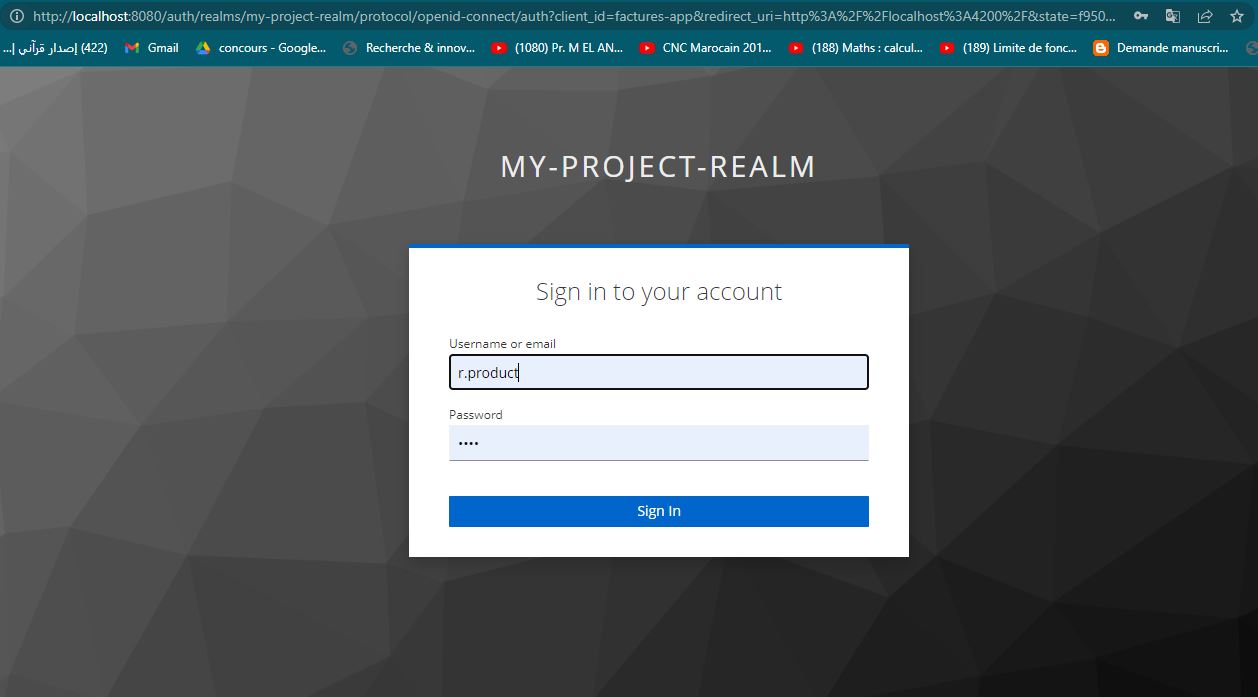 http://localhost:8080/auth/realms/my-project-realm/protocol/openid-connect/auth?client_id=factures-app&redirect_uri=http%3A%2F%2Flocalhost%3A4200%2F&state=f950...
(422) إصدار قرآني إ... Gmail concours - Google... Recherche & innov... (1080) Pr. M EL AN... CNC Marocain 201... (188) Maths : calcul... (189) Limite de fonc... Demande manuscri...
MY-PROJECT-REALM
Sign in to your account
Username or email
r.product
Password
••••
Sign In